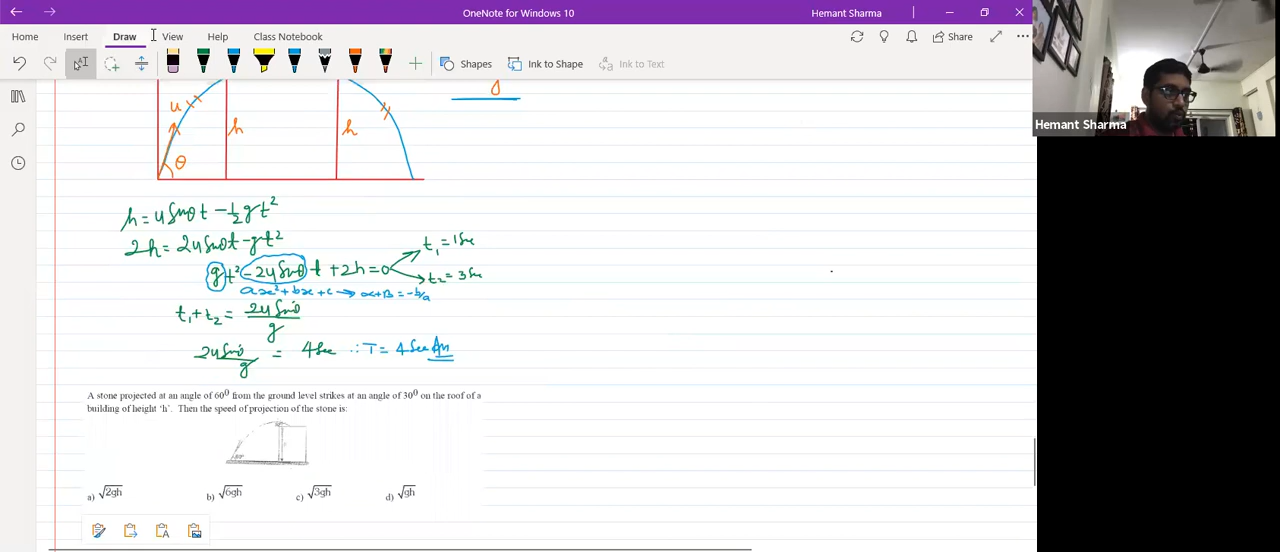 OneNote for Windows 10
Hemant Sharma
Home Insert Draw View Help Class Notebook
Share
Shapes Ink to Shape Ink to Text
Hemant Sharma
g
u
h
h
θ
h = u Sinθ t - 1/2 gt²
2h = 2u Sinθ t - gt²
t₁ = 1 Sec
gt² - 2u Sinθ t + 2h = 0
t₂ = 3 Sec
ax² + bx + c → α+β = -b/a
t₁ + t₂ = 2u Sinθ / g
2u Sinθ / g = 4 Sec ∴ T = 4 Sec An
A stone projected at an angle of 60⁰ from the ground level strikes at an angle of 30⁰ on the roof of a
building of height ‘h’. Then the speed of projection of the stone is:
a) √2gh b) √6gh c) √3gh d) √gh